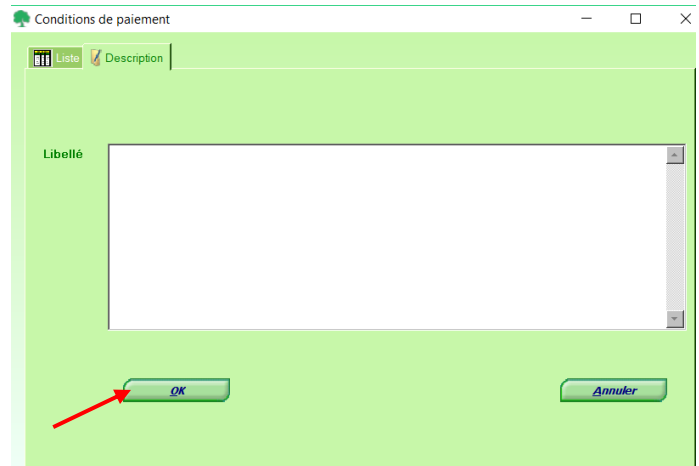 Conditions de paiement
Liste Description
Libellé
OK Annuler